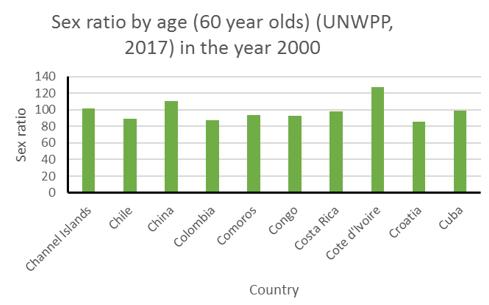 Sex ratio by age (60 year olds) (UNWPP,
2017) in the year 2000
Sex ratio
140
120
100
80
60
40
20
0
Channel Islands
Chile
China
Colombia
Comoros
Congo
Costa Rica
Cote d'Ivoire
Croatia
Cuba
Country